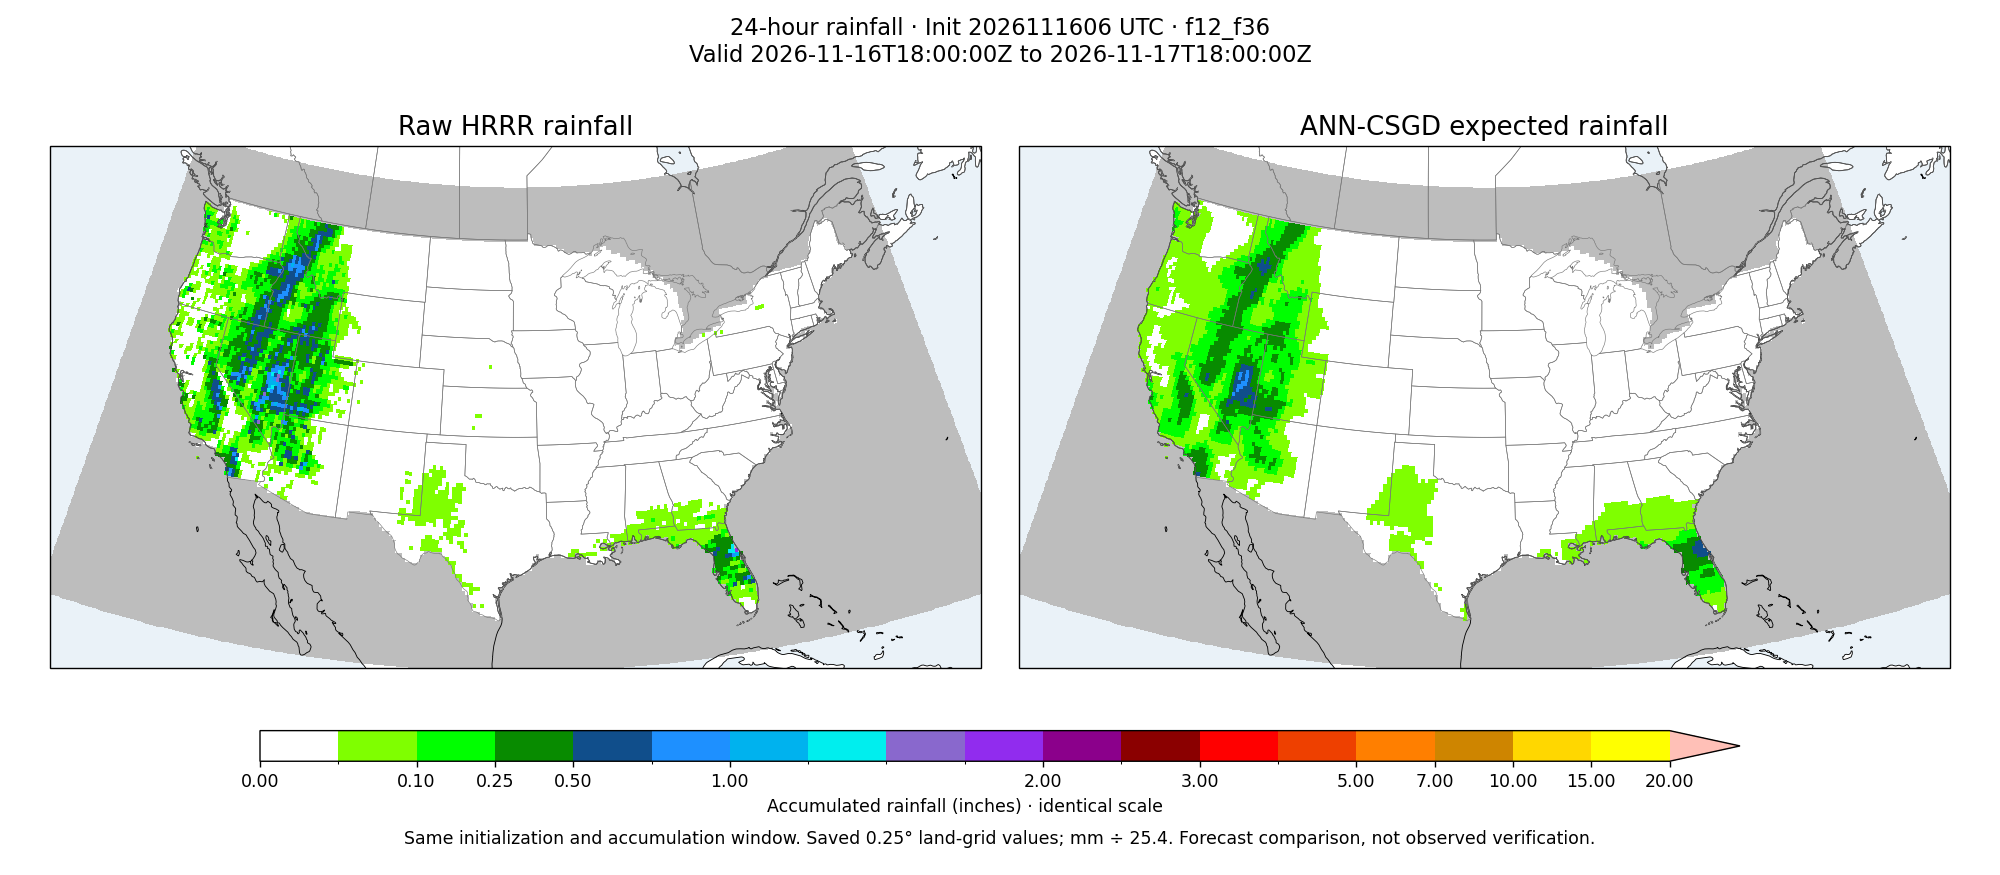 24-hour rainfall · Init 2026111606 UTC · f12_f36
Valid 2026-11-16T18:00:00Z to 2026-11-17T18:00:00Z
Raw HRRR rainfall
ANN-CSGD expected rainfall
0.00 0.10 0.25 0.50 1.00 2.00 3.00 5.00 7.00 10.00 15.00 20.00
Accumulated rainfall (inches) · identical scale
Same initialization and accumulation window. Saved 0.25° land-grid values; mm ÷ 25.4. Forecast comparison, not observed verification.